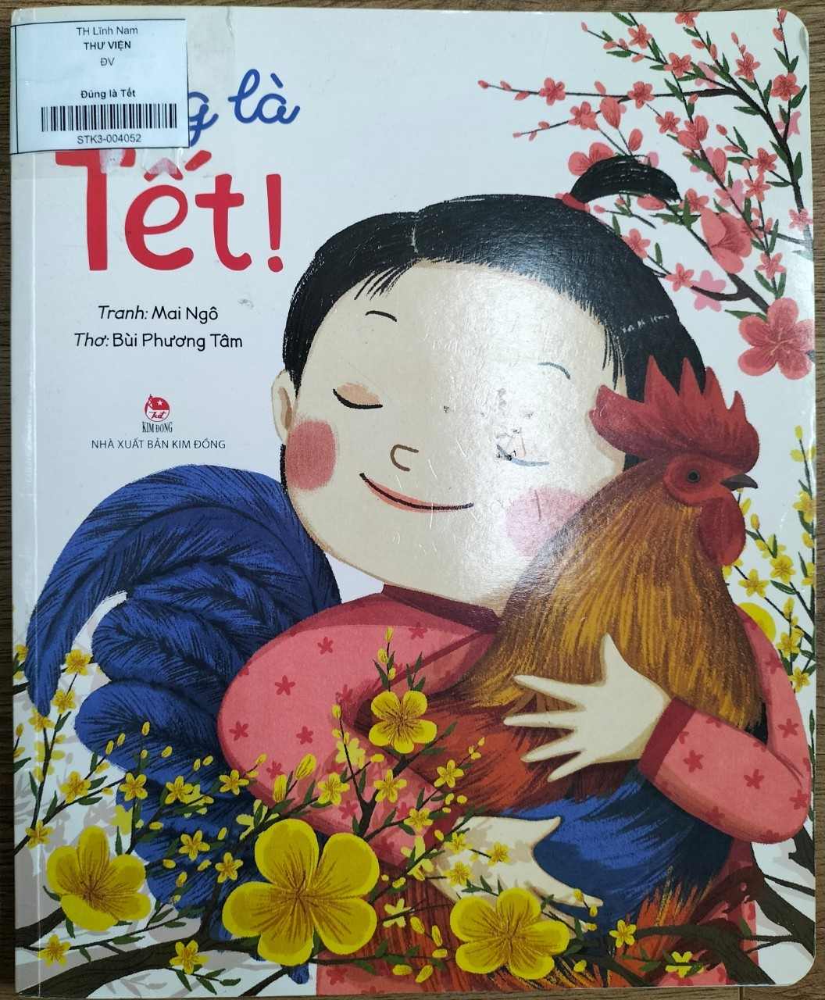 TH Lĩnh Nam
THƯ VIỆN
ĐV
Đúng là Tết
STK3-004052
g là
Tết!
Tranh: Mai Ngô
Thơ: Bùi Phương Tâm
KIM ĐỒNG
NHÀ XUẤT BẢN KIM ĐỒNG